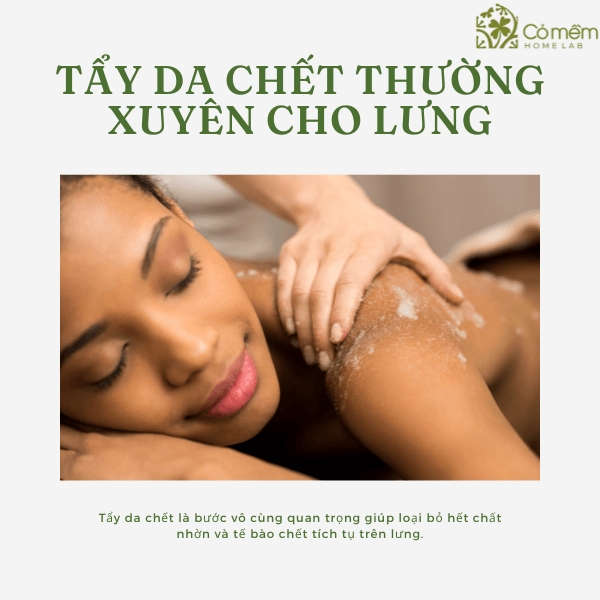 Cỏ mềm
HOME LAB
TẨY DA CHẾT THƯỜNG
XUYÊN CHO LƯNG
Tẩy da chết là bước vô cùng quan trọng giúp loại bỏ hết chất
nhờn và tế bào chết tích tụ trên lưng.